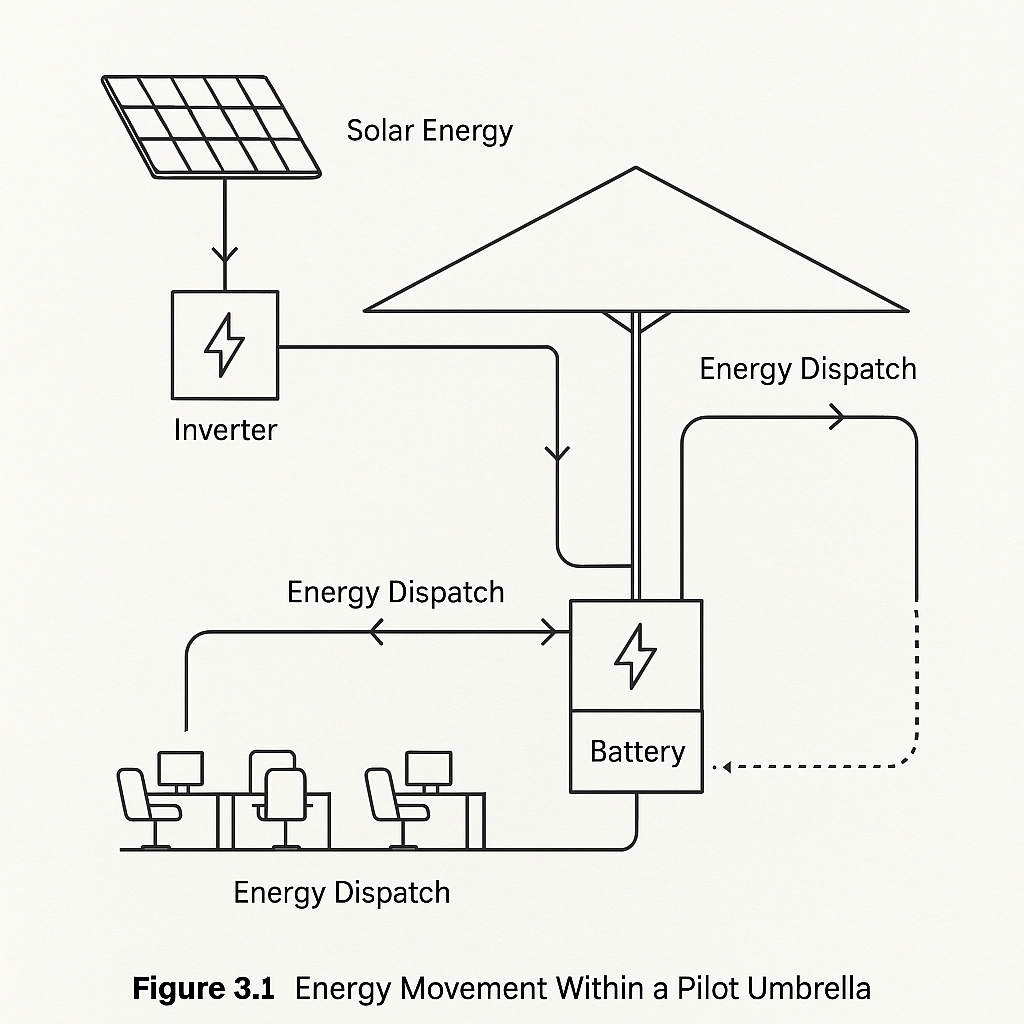 Solar Energy
Energy Dispatch
Inverter
Energy Dispatch
Battery
Energy Dispatch
Figure 3.1 Energy Movement Within a Pilot Umbrella